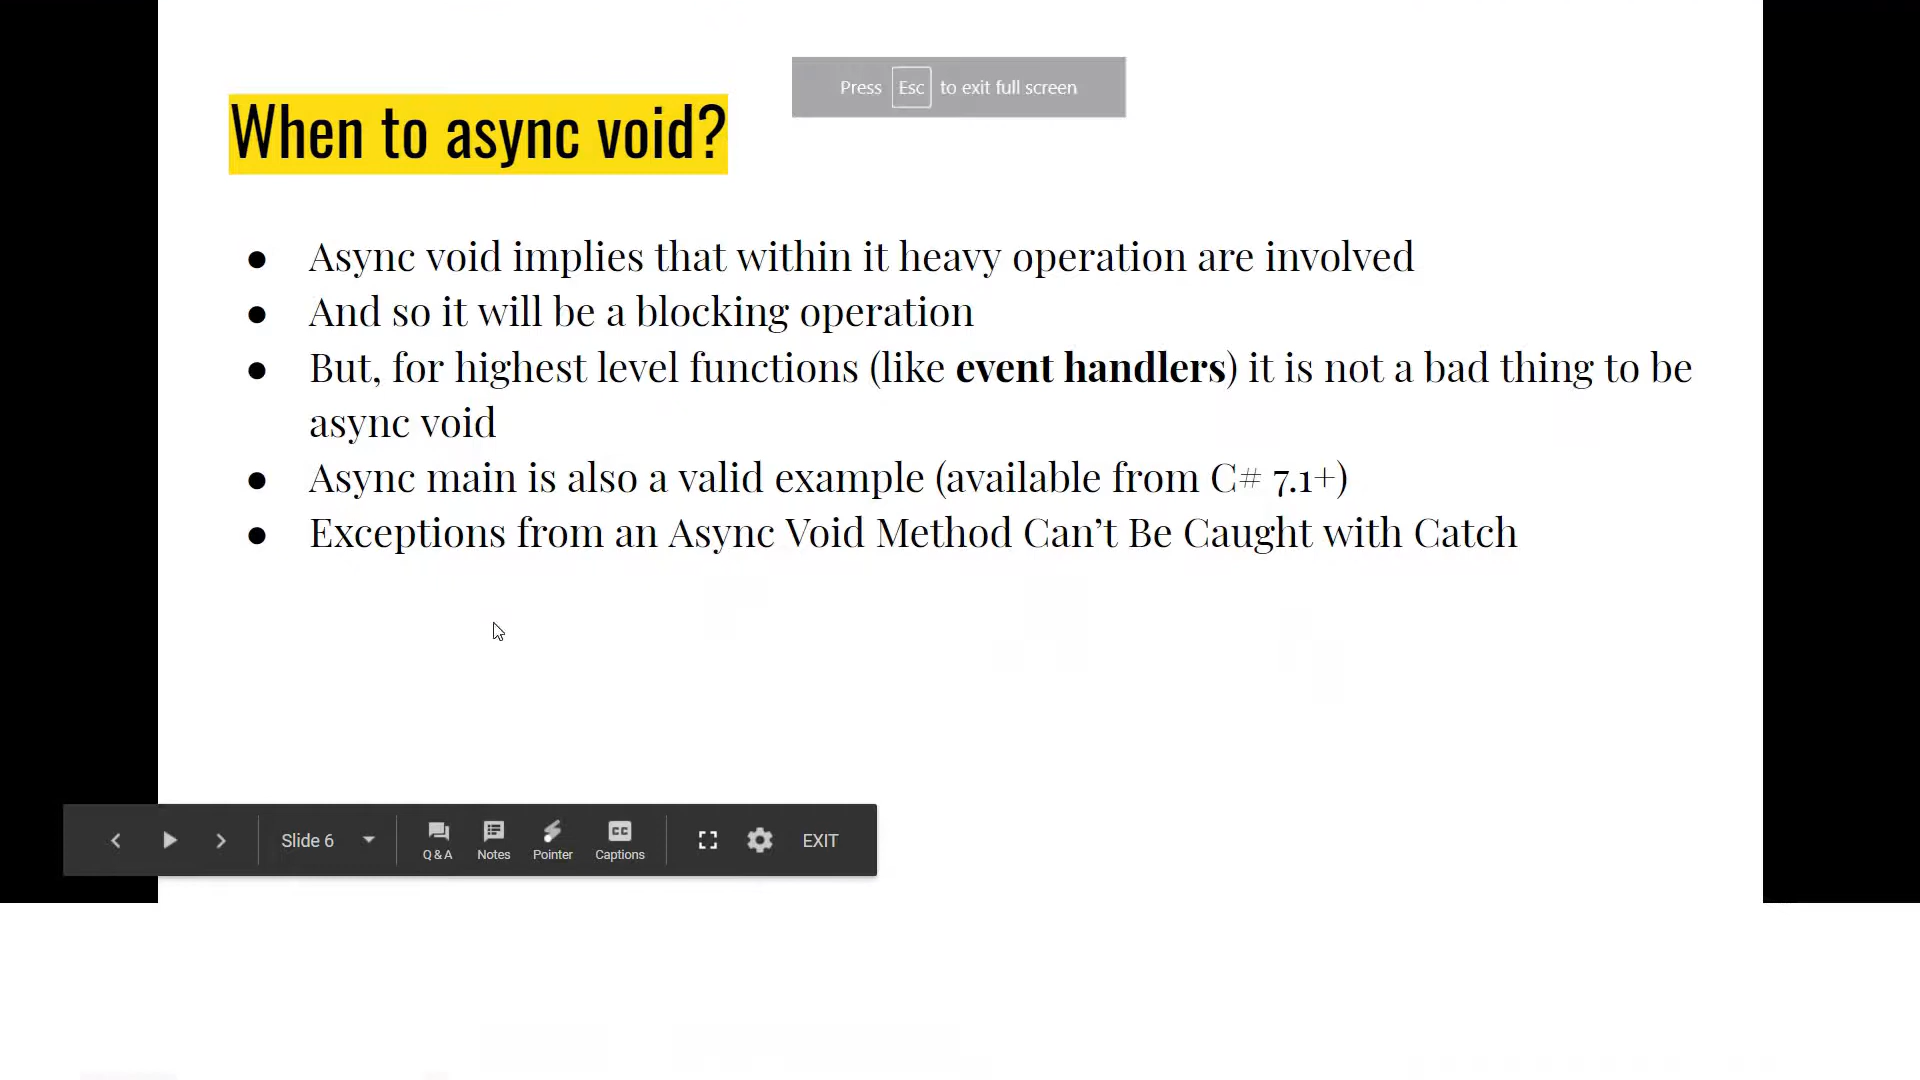 Press Esc to exit full screen
When to async void?
● Async void implies that within it heavy operation are involved
● And so it will be a blocking operation
● But, for highest level functions (like event handlers) it is not a bad thing to be
async void
● Async main is also a valid example (available from C# 7.1+)
● Exceptions from an Async Void Method Can’t Be Caught with Catch
Slide 6
Q & A Notes Pointer Captions
EXIT